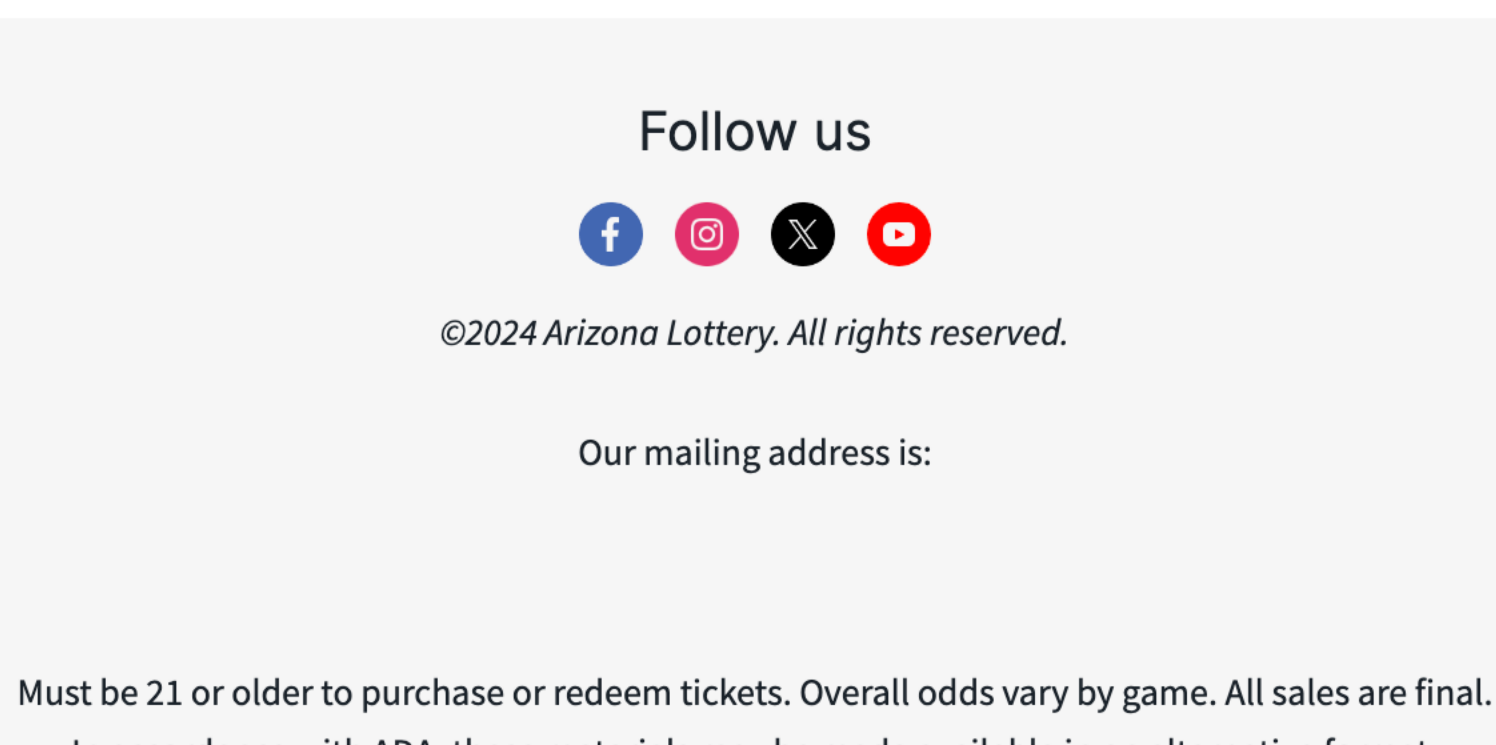 Follow us
©2024 Arizona Lottery. All rights reserved.
Our mailing address is:
Must be 21 or older to purchase or redeem tickets. Overall odds vary by game. All sales are final.